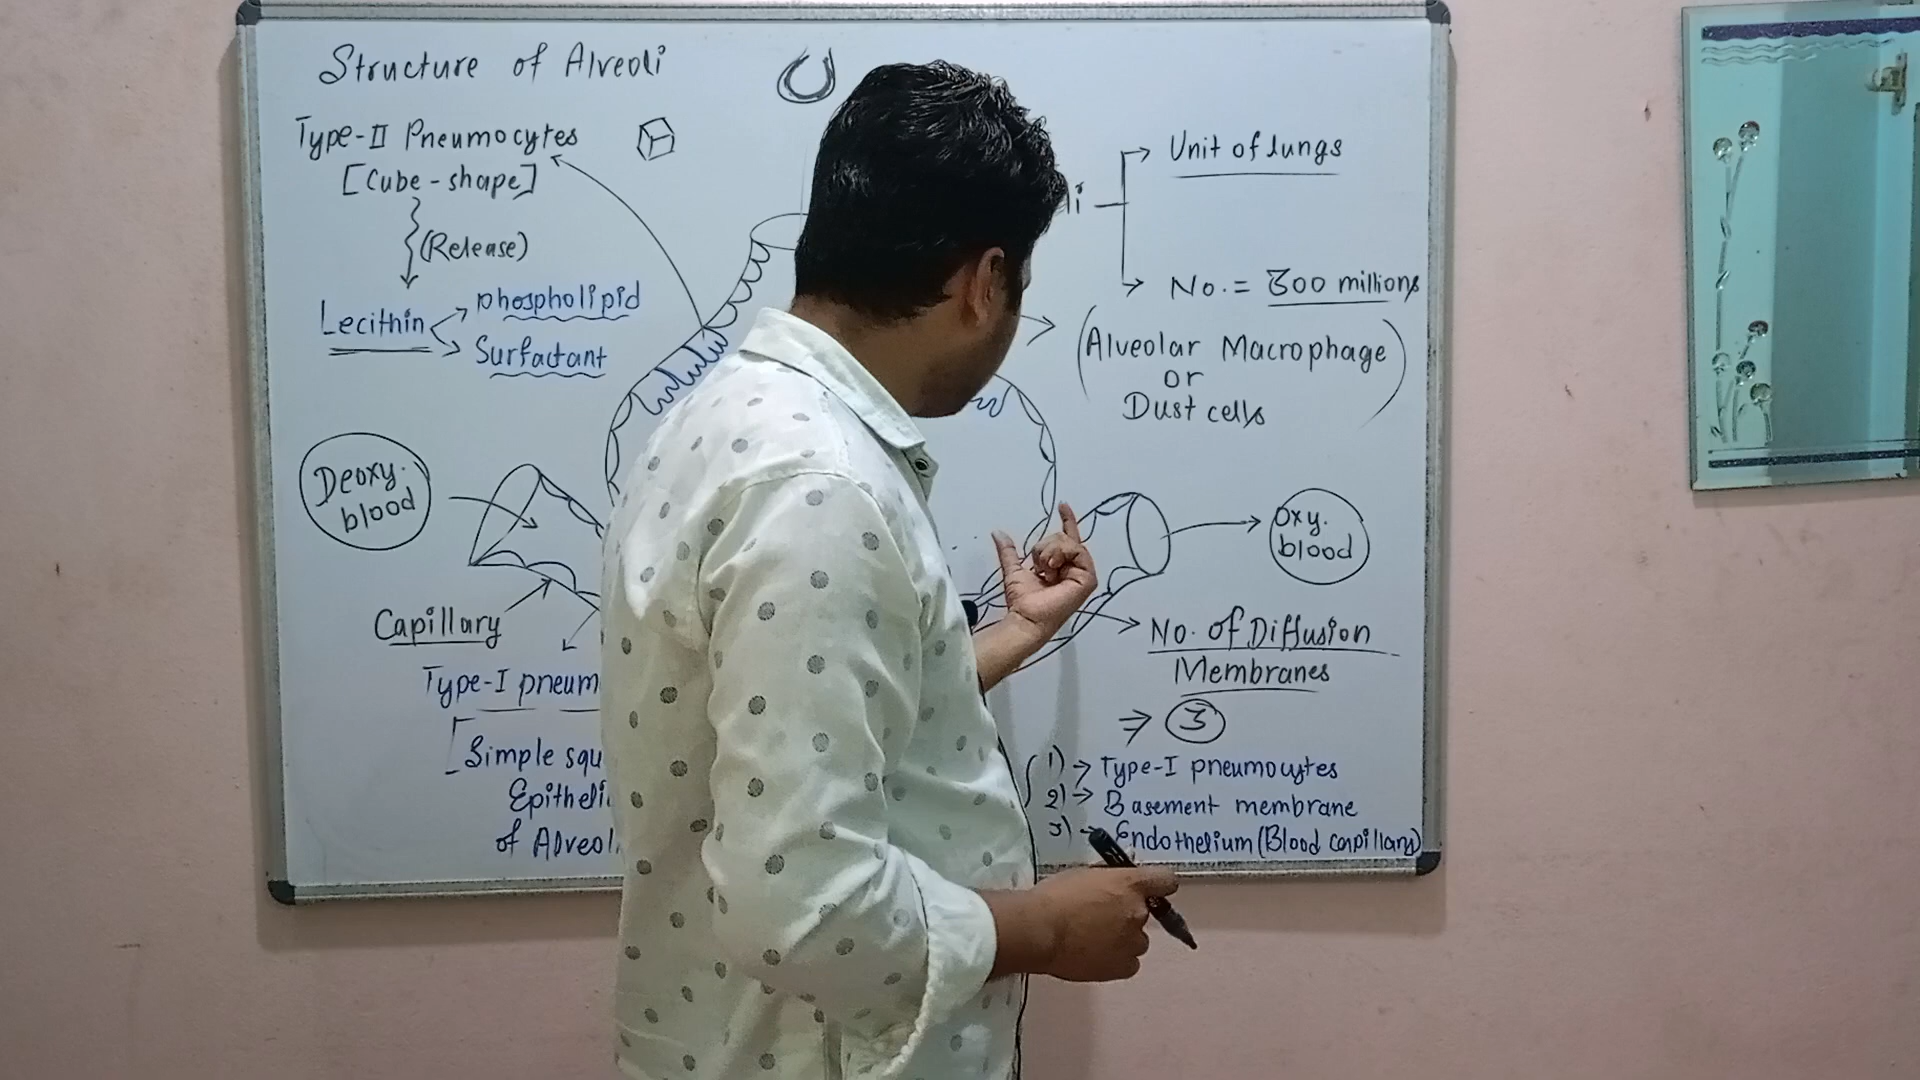 Structure of Alveoli
Type-II Pneumocytes
[Cube-shape]
(Release)
Lecithin
phospholipid
Surfactant
Deoxy.
blood
Capillary
Type-I pneum
[Simple squ
Epitheli
of Alveol
li
Unit of lungs
No. = 300 millions
(Alveolar Macrophage
or
Dust cells)
Oxy.
blood
No. of Diffusion
Membranes
⇒ 3
1) → Type-I pneumocytes
2) → Basement membrane
3) → Endothelium (Blood capillary)